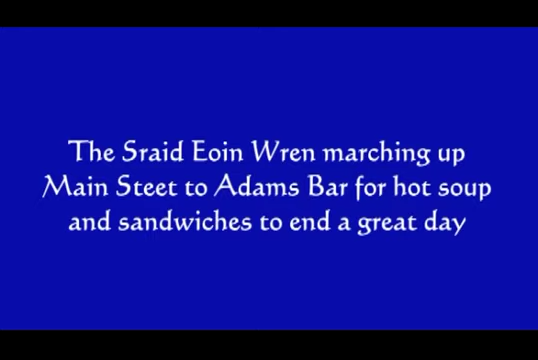 The Sraid Eoin Wren marching up
Main Steet to Adams Bar for hot soup
and sandwiches to end a great day